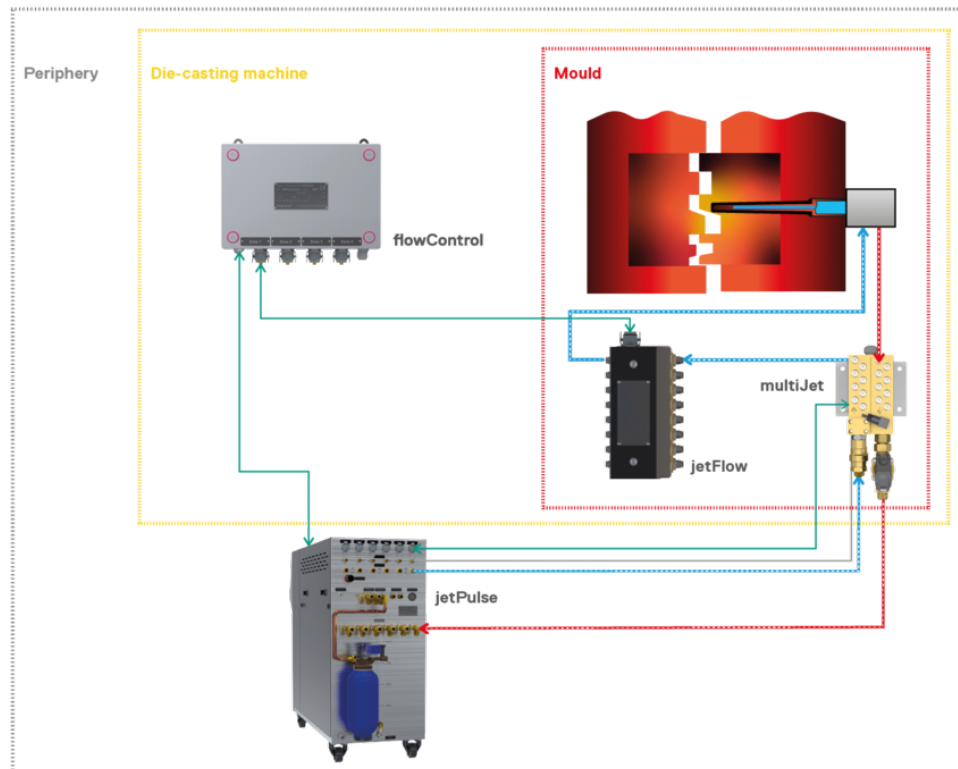 Periphery
Die-casting machine
Mould
flowControl
multiJet
jetFlow
jetPulse